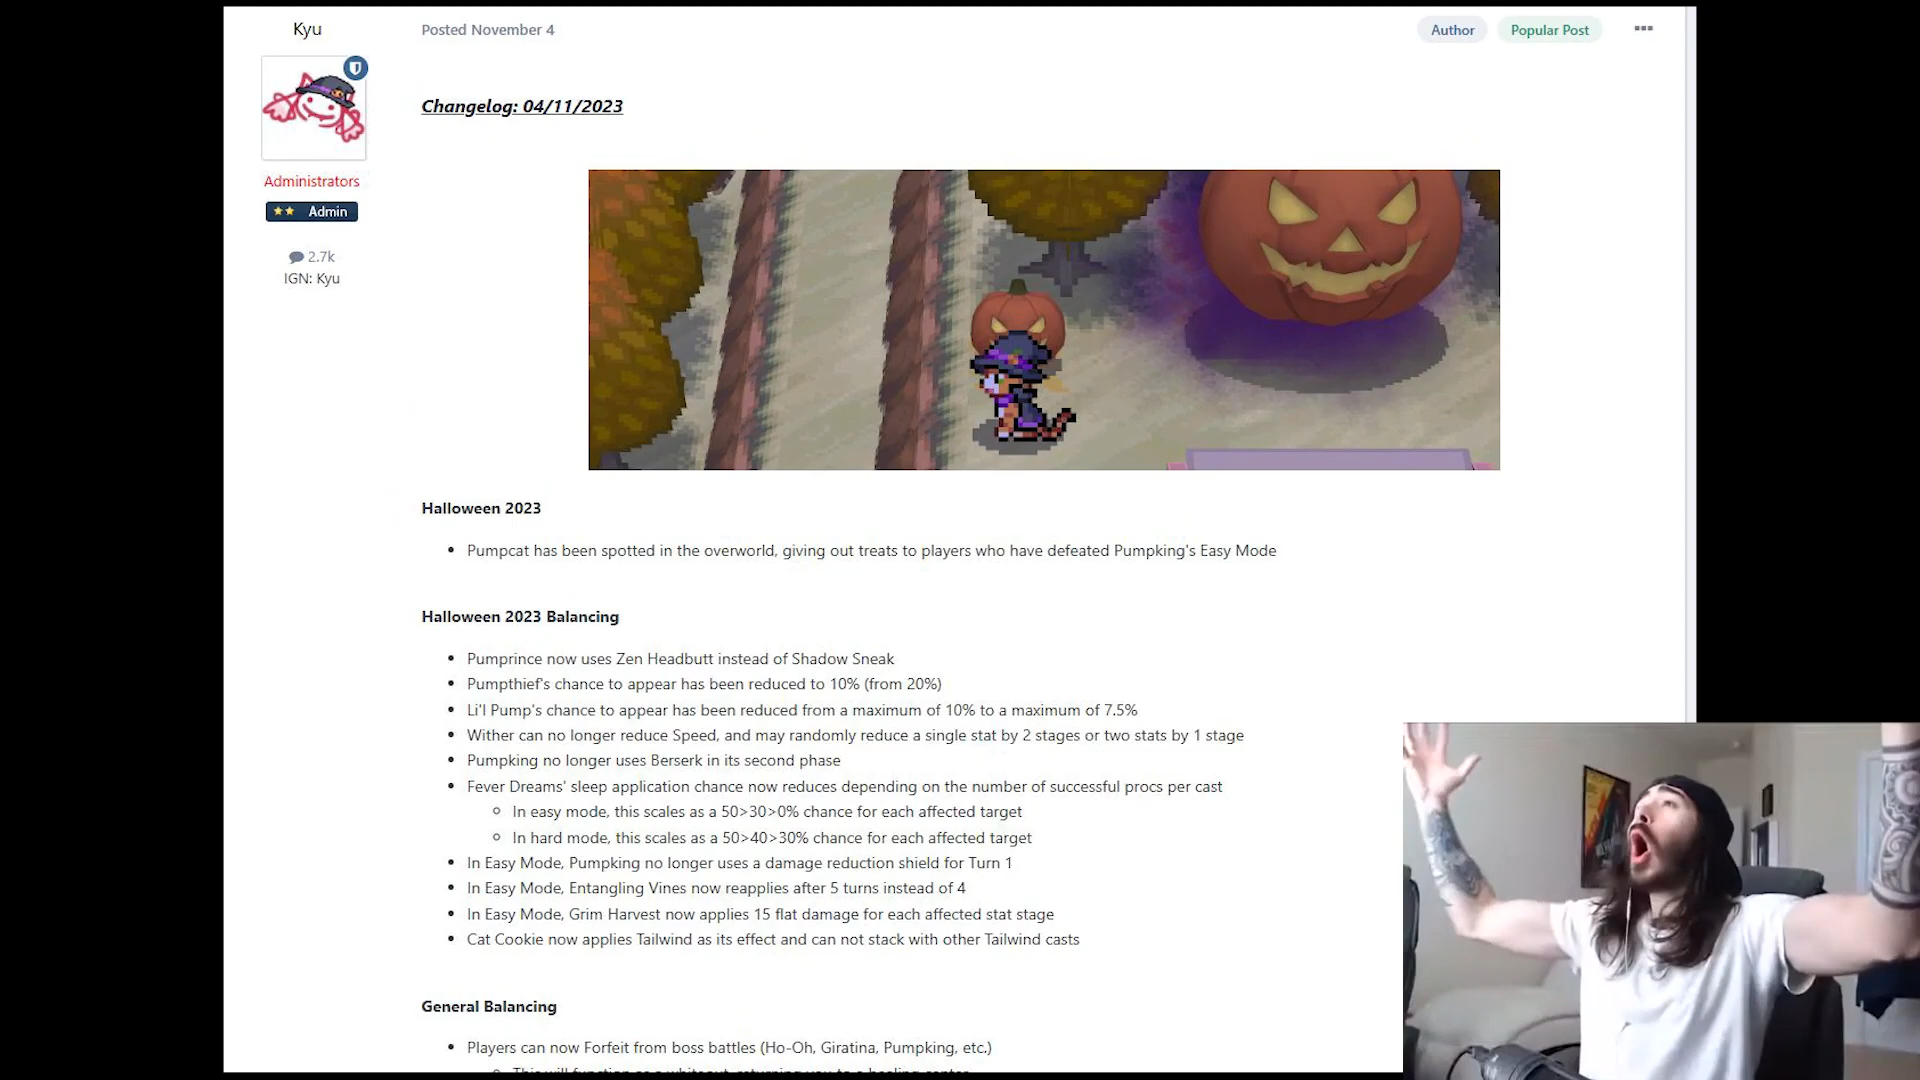 Kyu
Posted November 4
Author
Popular Post
Changelog: 04/11/2023
Administrators
Admin
2.7k
IGN: Kyu
Halloween 2023
Pumpcat has been spotted in the overworld, giving out treats to players who have defeated Pumpking's Easy Mode
Halloween 2023 Balancing
Pumprince now uses Zen Headbutt instead of Shadow Sneak
Pumpthief's chance to appear has been reduced to 10% (from 20%)
Li'l Pump's chance to appear has been reduced from a maximum of 10% to a maximum of 7.5%
Wither can no longer reduce Speed, and may randomly reduce a single stat by 2 stages or two stats by 1 stage
Pumpking no longer uses Berserk in its second phase
Fever Dreams' sleep application chance now reduces depending on the number of successful procs per cast
In easy mode, this scales as a 50>30>0% chance for each affected target
In hard mode, this scales as a 50>40>30% chance for each affected target
In Easy Mode, Pumpking no longer uses a damage reduction shield for Turn 1
In Easy Mode, Entangling Vines now reapplies after 5 turns instead of 4
In Easy Mode, Grim Harvest now applies 15 flat damage for each affected stat stage
Cat Cookie now applies Tailwind as its effect and can not stack with other Tailwind casts
General Balancing
Players can now Forfeit from boss battles (Ho-Oh, Giratina, Pumpking, etc.)
This will function as a whiteout, returning you to a healing center